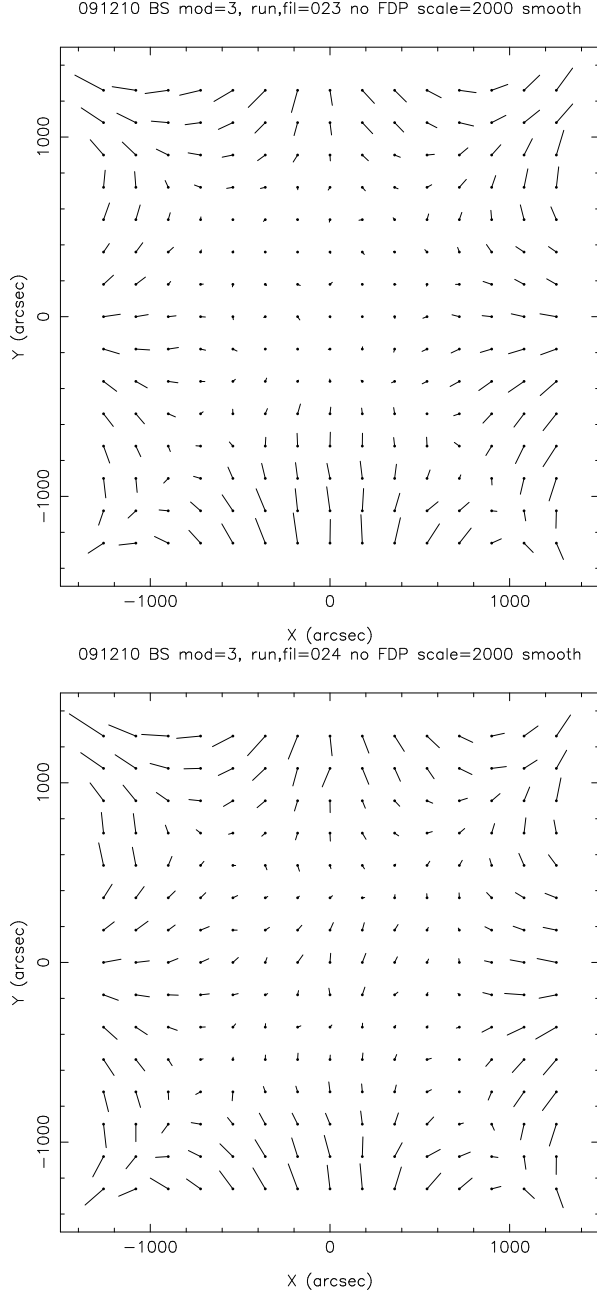 091210 BS mod=3, run,fil=023 no FDP scale=2000 smooth
1000
0
−1000
Y (arcsec)
−1000 0 1000
X (arcsec)
091210 BS mod=3, run,fil=024 no FDP scale=2000 smooth
1000
0
−1000
Y (arcsec)
−1000 0 1000
X (arcsec)